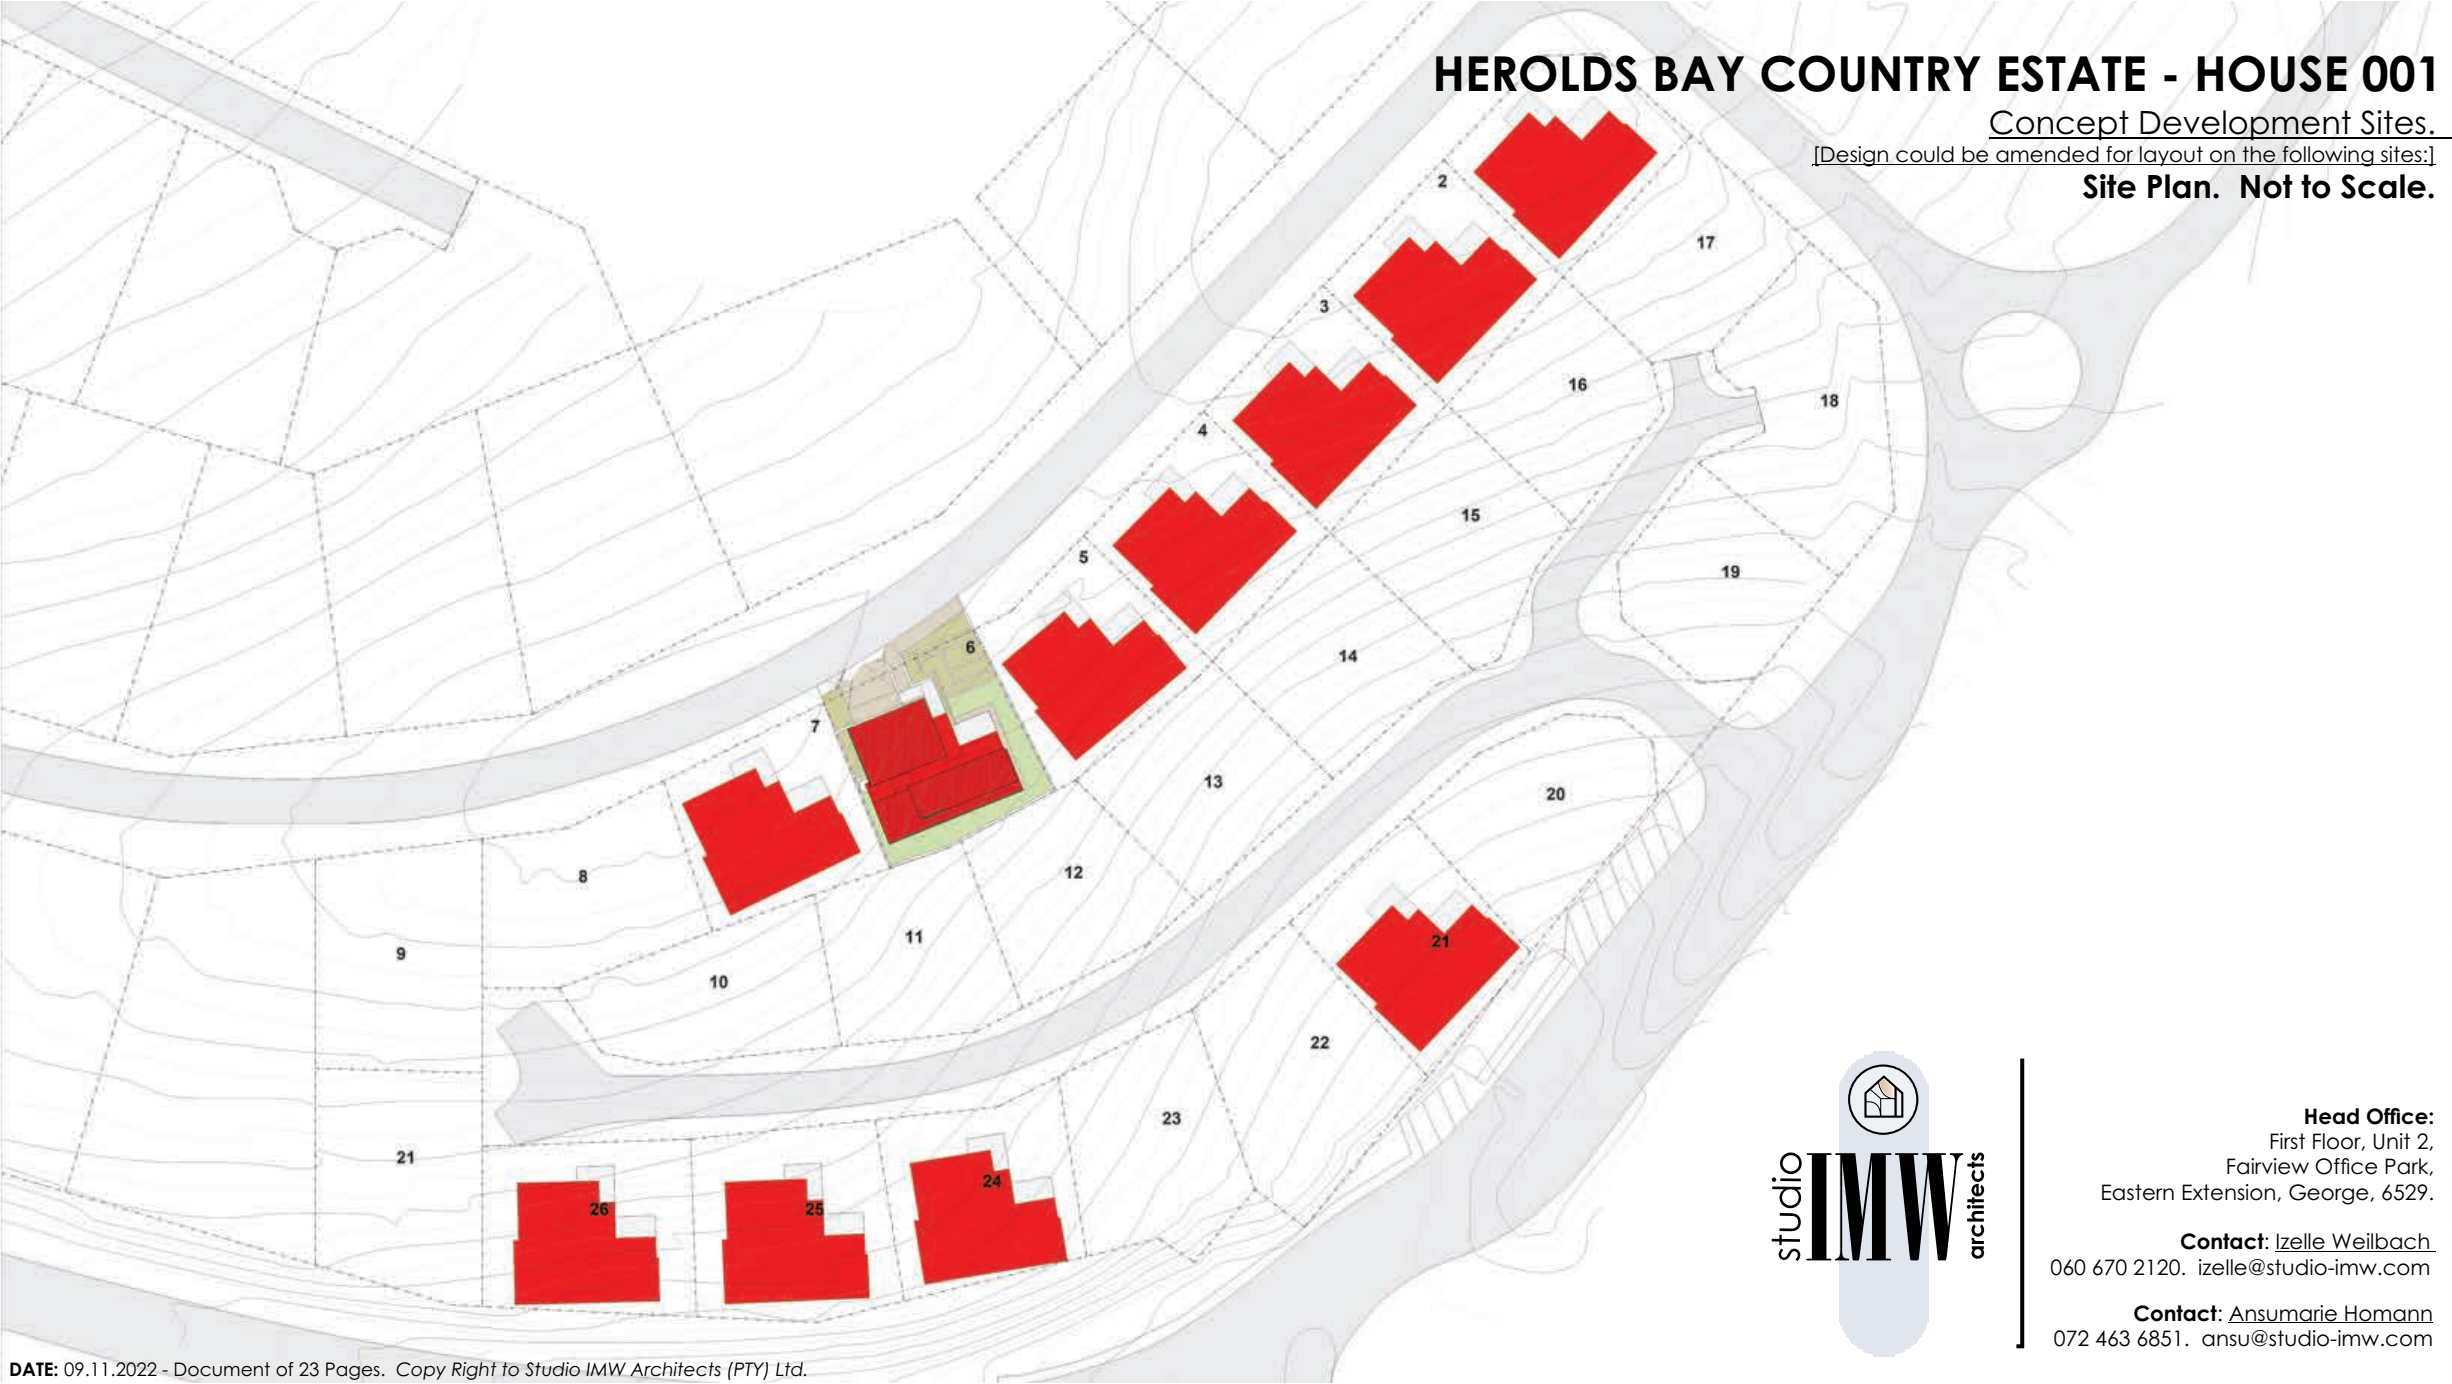 HEROLDS BAY COUNTRY ESTATE - HOUSE 001
Concept Development Sites.
[Design could be amended for layout on the following sites:]
Site Plan.  Not to Scale.
2
17
3
16
18
4
15
5
19
6
14
7
13
20
8
12
11
21
9
10
22
23
21
24
26
25
studio
IMW
architects
Head Office:
First Floor, Unit 2,
Fairview Office Park,
Eastern Extension, George, 6529.
Contact: Izelle Weilbach
060 670 2120.  izelle@studio-imw.com
Contact: Ansumarie Homann
072 463 6851.  ansu@studio-imw.com
DATE: 09.11.2022 - Document of 23 Pages.  Copy Right to Studio IMW Architects (PTY) Ltd.